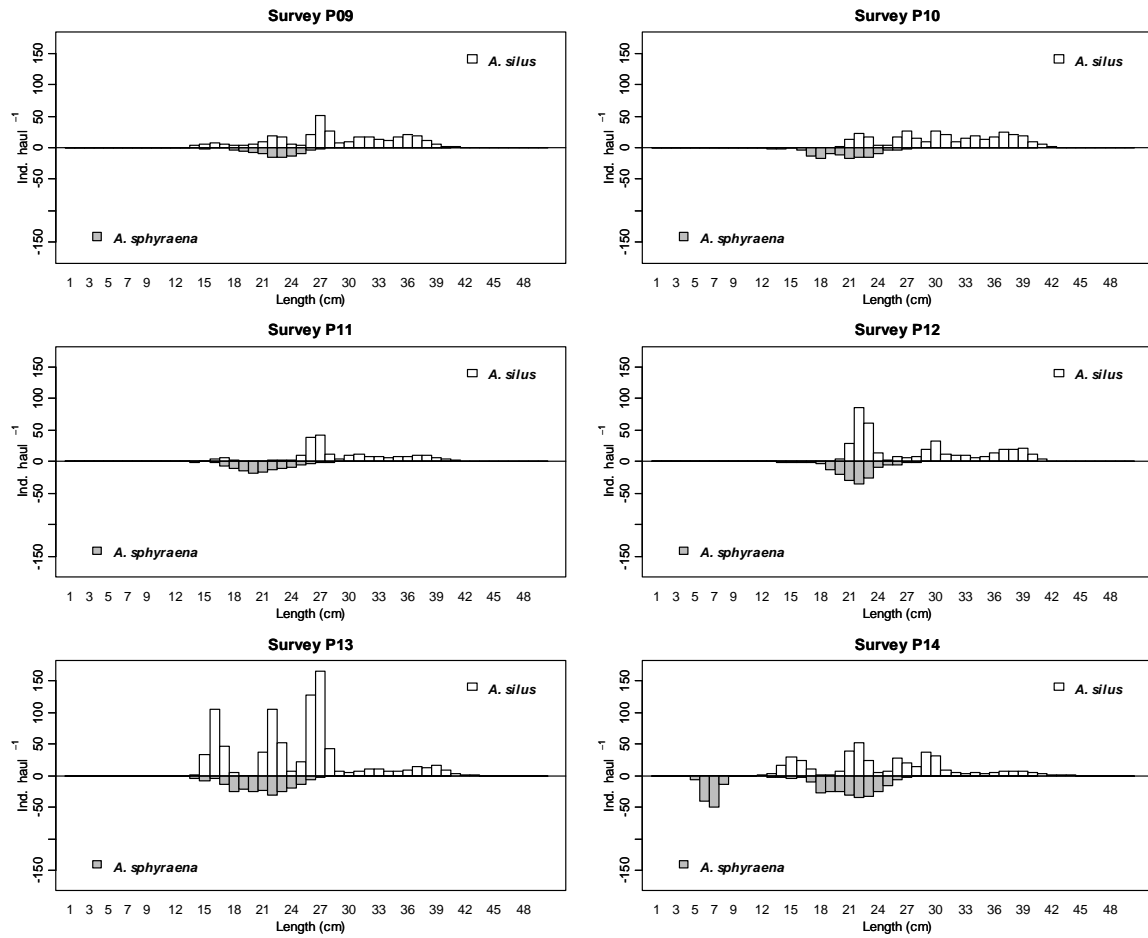 Survey P09
Ind. haul ⁻¹
150
100
50
0
-50
-150
A. silus
A. sphyraena
1 3 5 7 9 12 15 18 21 24 27 30 33 36 39 42 45 48
Length (cm)
Survey P10
Ind. haul ⁻¹
150
100
50
0
-50
-150
A. silus
A. sphyraena
1 3 5 7 9 12 15 18 21 24 27 30 33 36 39 42 45 48
Length (cm)
Survey P11
Ind. haul ⁻¹
150
100
50
0
-50
-150
A. silus
A. sphyraena
1 3 5 7 9 12 15 18 21 24 27 30 33 36 39 42 45 48
Length (cm)
Survey P12
Ind. haul ⁻¹
150
100
50
0
-50
-150
A. silus
A. sphyraena
1 3 5 7 9 12 15 18 21 24 27 30 33 36 39 42 45 48
Length (cm)
Survey P13
Ind. haul ⁻¹
150
100
50
0
-50
-150
A. silus
A. sphyraena
1 3 5 7 9 12 15 18 21 24 27 30 33 36 39 42 45 48
Length (cm)
Survey P14
Ind. haul ⁻¹
150
100
50
0
-50
-150
A. silus
A. sphyraena
1 3 5 7 9 12 15 18 21 24 27 30 33 36 39 42 45 48
Length (cm)